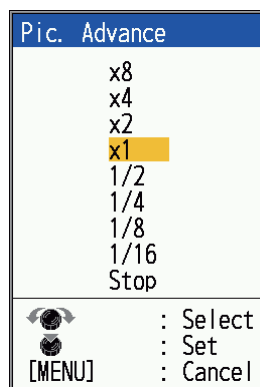 Pic. Advance
x8
x4
x2
x1
1/2
1/4
1/8
1/16
Stop
: Select
: Set
[MENU] : Cancel